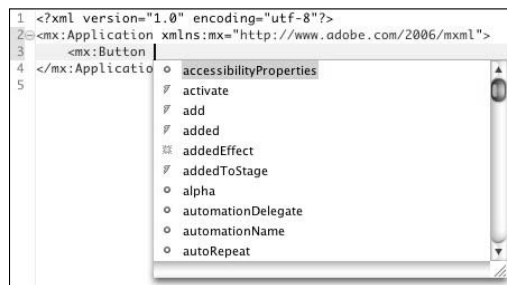 1 <?xml version="1.0" encoding="utf-8"?>
2 <mx:Application xmlns:mx="http://www.adobe.com/2006/mxml">
3 <mx:Button
4 </mx:Applicatio
5
accessibilityProperties
activate
add
added
addedEffect
addedToStage
alpha
automationDelegate
automationName
autoRepeat